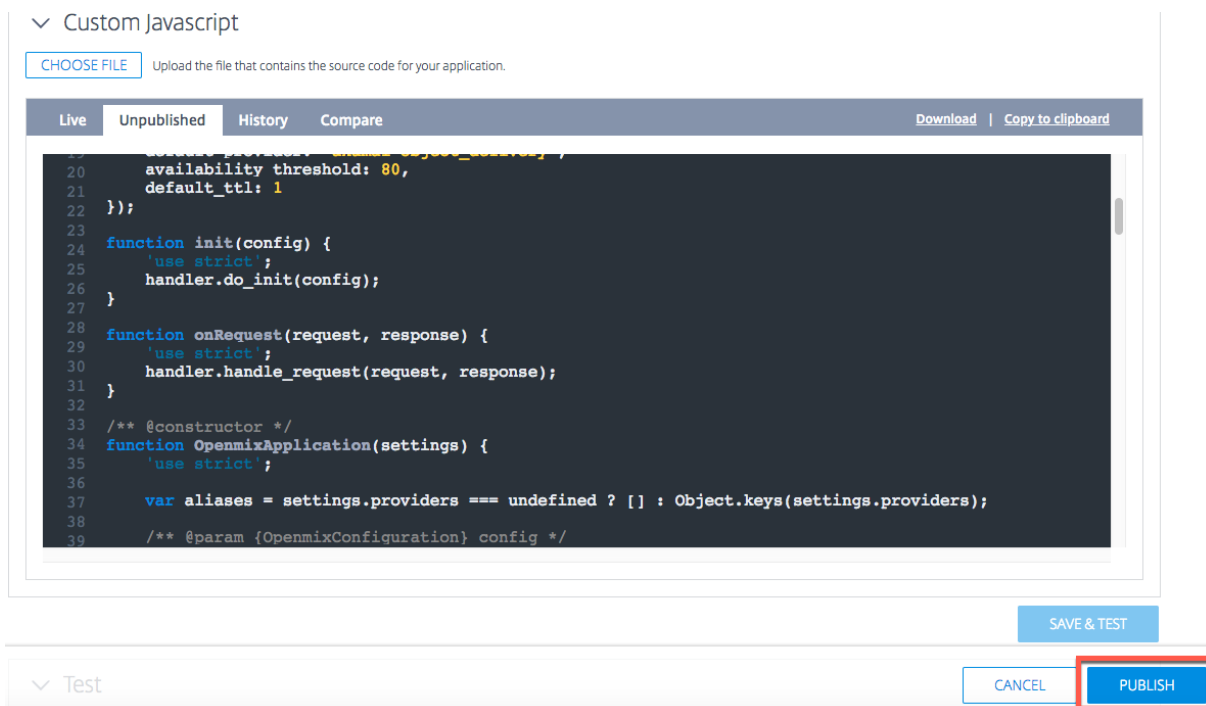 Custom Javascript
CHOOSE FILE Upload the file that contains the source code for your application.
Live Unpublished History Compare Download | Copy to clipboard
20 availability threshold: 80,
21 default_ttl: 1
22 });
23
24 function init(config) {
25 'use strict';
26 handler.do_init(config);
27 }
28 function onRequest(request, response) {
29 'use strict';
30 handler.handle_request(request, response);
31 }
32
33 /** @constructor */
34 function OpenmixApplication(settings) {
35 'use strict';
36
37 var aliases = settings.providers === undefined ? [] : Object.keys(settings.providers);
38
39 /** @param {OpenmixConfiguration} config */
SAVE & TEST
Test CANCEL PUBLISH